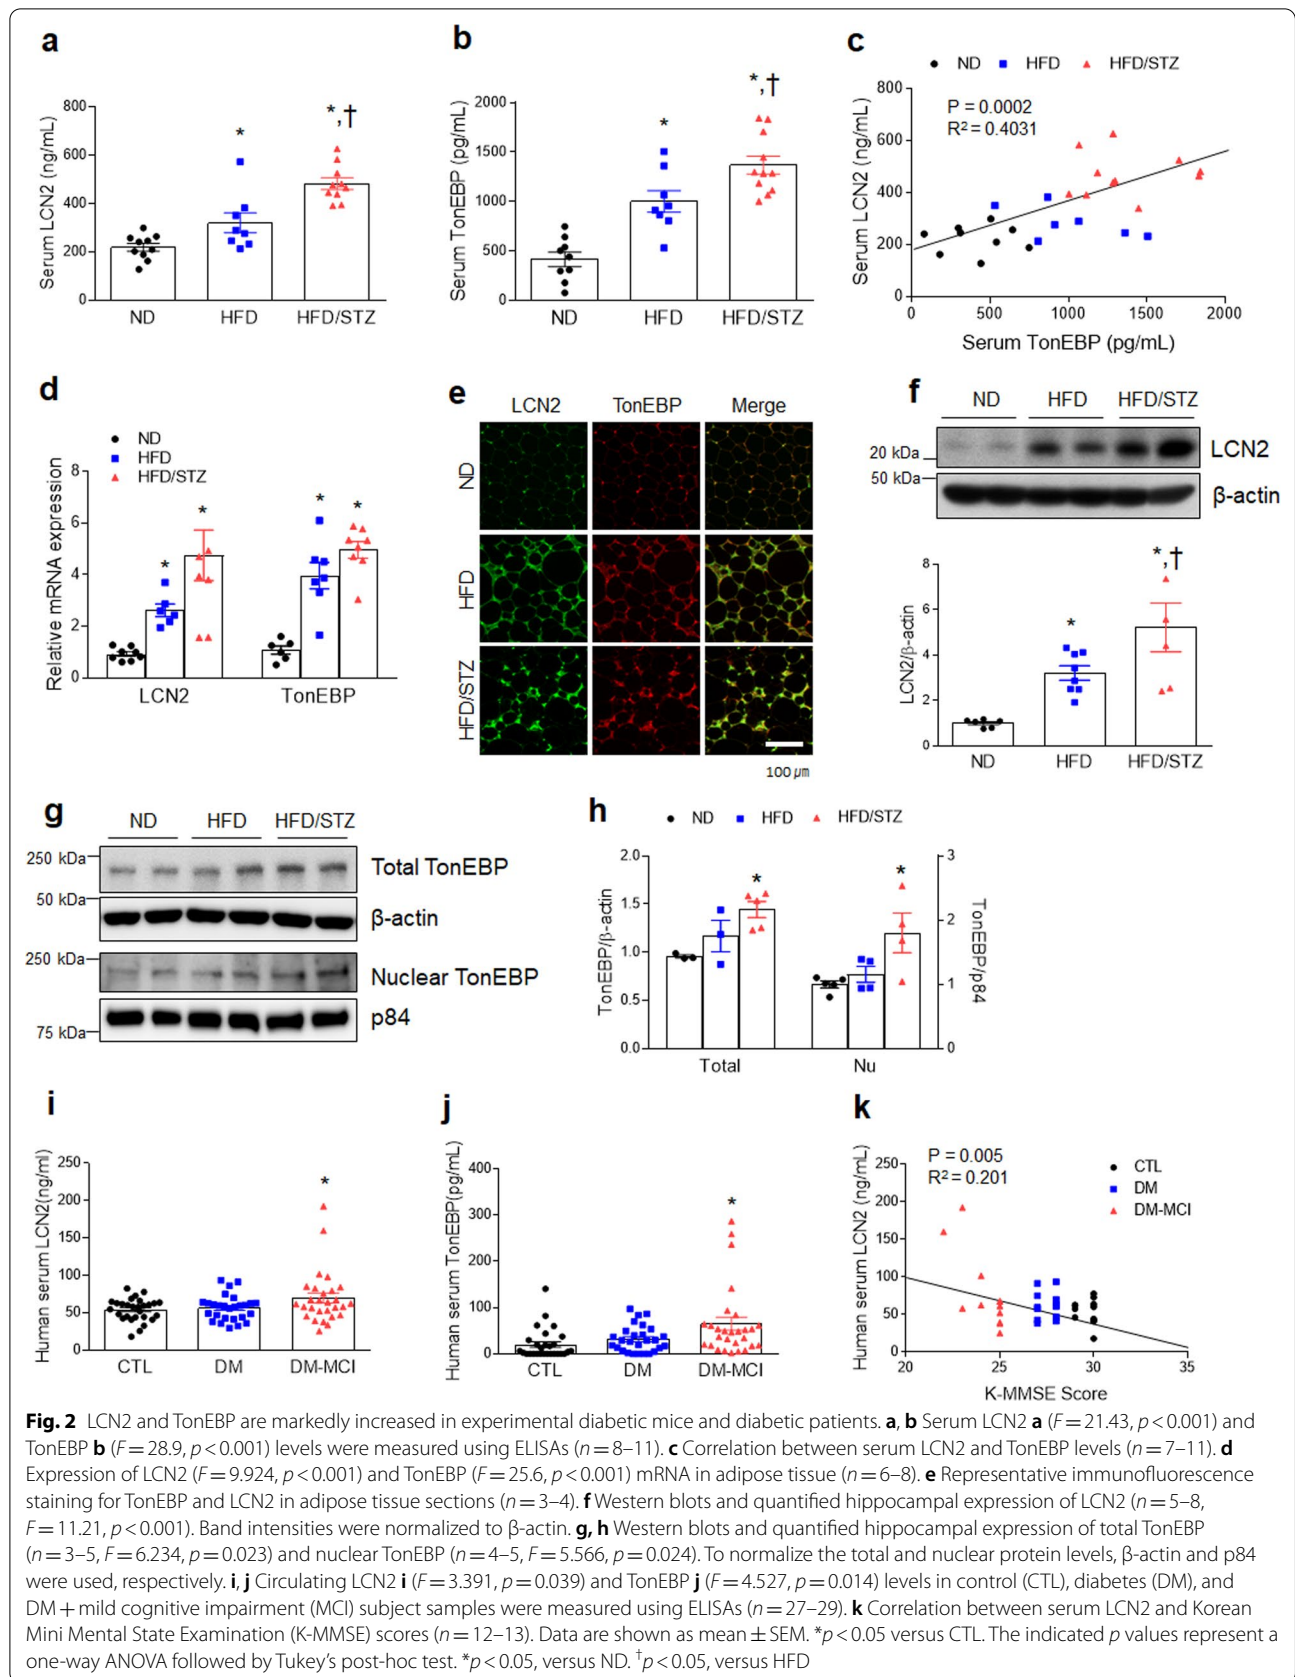 a
Serum LCN2 (ng/mL)
800
600
400
200
0
*
*,†
ND
HFD
HFD/STZ
b
Serum TonEBP (pg/mL)
2000
1500
1000
500
0
*
*,†
ND
HFD
HFD/STZ
c
ND
HFD
HFD/STZ
Serum LCN2 (ng/mL)
800
600
400
200
0
P = 0.0002
R² = 0.4031
0
500
1000
1500
2000
Serum TonEBP (pg/mL)
d
ND
HFD
HFD/STZ
Relative mRNA expression
8
6
4
2
0
*
*
*
*
LCN2
TonEBP
e
LCN2
TonEBP
Merge
ND
HFD
HFD/STZ
100 µm
f
ND
HFD
HFD/STZ
20 kDa
LCN2
50 kDa
β-actin
LCN2/β-actin
8
6
4
2
0
*
*,†
ND
HFD
HFD/STZ
g
ND
HFD
HFD/STZ
250 kDa
Total TonEBP
50 kDa
β-actin
250 kDa
Nuclear TonEBP
75 kDa
p84
h
ND
HFD
HFD/STZ
TonEBP/β-actin
2.0
1.5
1.0
0.5
0.0
*
*
3
2
1
0
TonEBP/p84
Total
Nu
i
Human serum LCN2(ng/ml)
250
200
150
100
50
0
*
CTL
DM
DM-MCI
j
Human serum TonEBP(pg/mL)
400
300
200
100
0
*
CTL
DM
DM-MCI
k
Human serum LCN2 (ng/mL)
250
200
150
100
50
0
P = 0.005
R² = 0.201
CTL
DM
DM-MCI
20
25
30
35
K-MMSE Score
Fig. 2 LCN2 and TonEBP are markedly increased in experimental diabetic mice and diabetic patients. a, b Serum LCN2 a (F = 21.43, p < 0.001) and
TonEBP b (F = 28.9, p < 0.001) levels were measured using ELISAs (n = 8–11). c Correlation between serum LCN2 and TonEBP levels (n = 7–11). d
Expression of LCN2 (F = 9.924, p < 0.001) and TonEBP (F = 25.6, p < 0.001) mRNA in adipose tissue (n = 6–8). e Representative immunofluorescence
staining for TonEBP and LCN2 in adipose tissue sections (n = 3–4). f Western blots and quantified hippocampal expression of LCN2 (n = 5–8,
F = 11.21, p < 0.001). Band intensities were normalized to β-actin. g, h Western blots and quantified hippocampal expression of total TonEBP
(n = 3–5, F = 6.234, p = 0.023) and nuclear TonEBP (n = 4–5, F = 5.566, p = 0.024). To normalize the total and nuclear protein levels, β-actin and p84
were used, respectively. i, j Circulating LCN2 i (F = 3.391, p = 0.039) and TonEBP j (F = 4.527, p = 0.014) levels in control (CTL), diabetes (DM), and
DM + mild cognitive impairment (MCI) subject samples were measured using ELISAs (n = 27–29). k Correlation between serum LCN2 and Korean
Mini Mental State Examination (K-MMSE) scores (n = 12–13). Data are shown as mean ± SEM. *p < 0.05 versus CTL. The indicated p values represent a
one-way ANOVA followed by Tukey's post-hoc test. *p < 0.05, versus ND. †p < 0.05, versus HFD